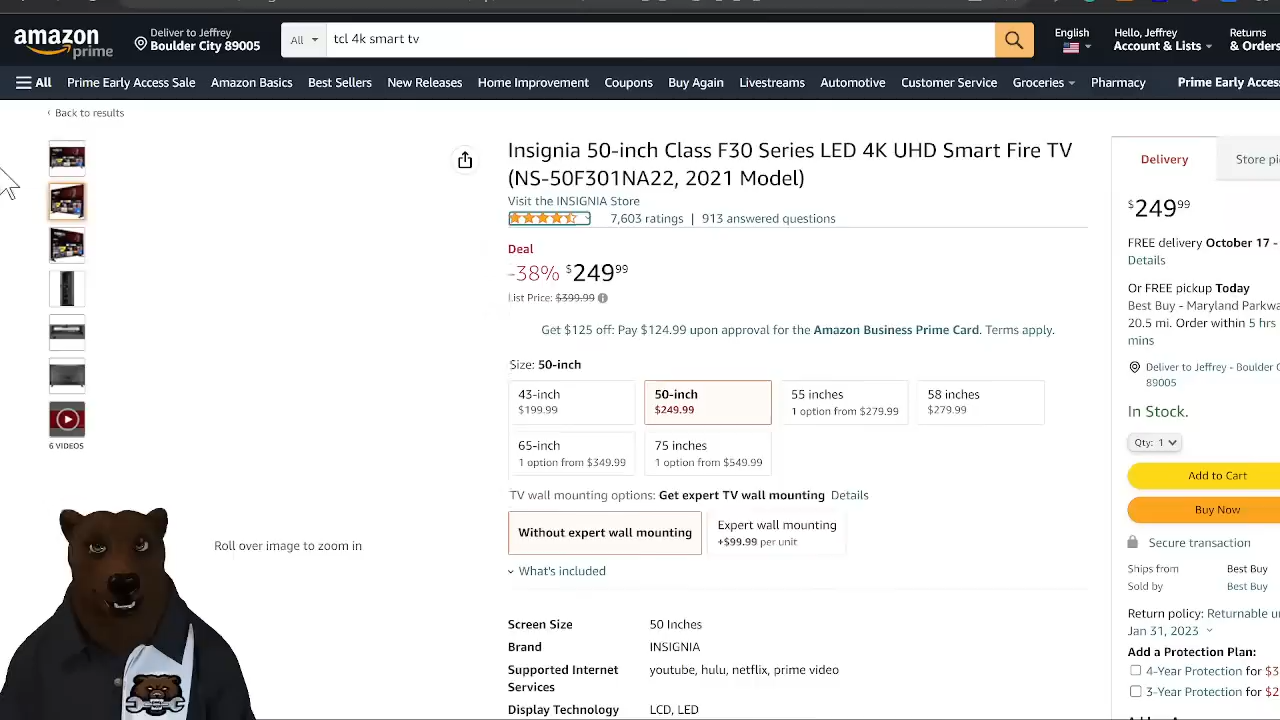 amazon
prime
Deliver to Jeffrey
Boulder City 89005
All
tcl 4k smart tv
English
Hello, Jeffrey
Account & Lists
Returns
& Orders
All
Prime Early Access Sale
Amazon Basics
Best Sellers
New Releases
Home Improvement
Coupons
Buy Again
Livestreams
Automotive
Customer Service
Groceries
Pharmacy
Prime Early Acces
‹ Back to results
Insignia 50-inch Class F30 Series LED 4K UHD Smart Fire TV
(NS-50F301NA22, 2021 Model)
Visit the INSIGNIA Store
7,603 ratings | 913 answered questions
Deal
-38% $249⁹⁹
List Price: $399.99
Get $125 off: Pay $124.99 upon approval for the Amazon Business Prime Card. Terms apply.
Size: 50-inch
43-inch
$199.99
50-inch
$249.99
55 inches
1 option from $279.99
58 inches
$279.99
65-inch
1 option from $349.99
75 inches
1 option from $549.99
TV wall mounting options: Get expert TV wall mounting Details
Without expert wall mounting
Expert wall mounting
+$99.99 per unit
What's included
Screen Size 50 Inches
Brand INSIGNIA
Supported Internet
Services
youtube, hulu, netflix, prime video
Display Technology LCD, LED
6 VIDEOS
Roll over image to zoom in
Delivery
Store pi
$249⁹⁹
FREE delivery October 17 -
Details
Or FREE pickup Today
Best Buy - Maryland Parkwa
20.5 mi. Order within 5 hrs
mins
Deliver to Jeffrey - Boulder C
89005
In Stock.
Qty: 1
Add to Cart
Buy Now
Secure transaction
Ships from Best Buy
Sold by Best Buy
Return policy: Returnable un
Jan 31, 2023
Add a Protection Plan:
4-Year Protection for $3
3-Year Protection for $2